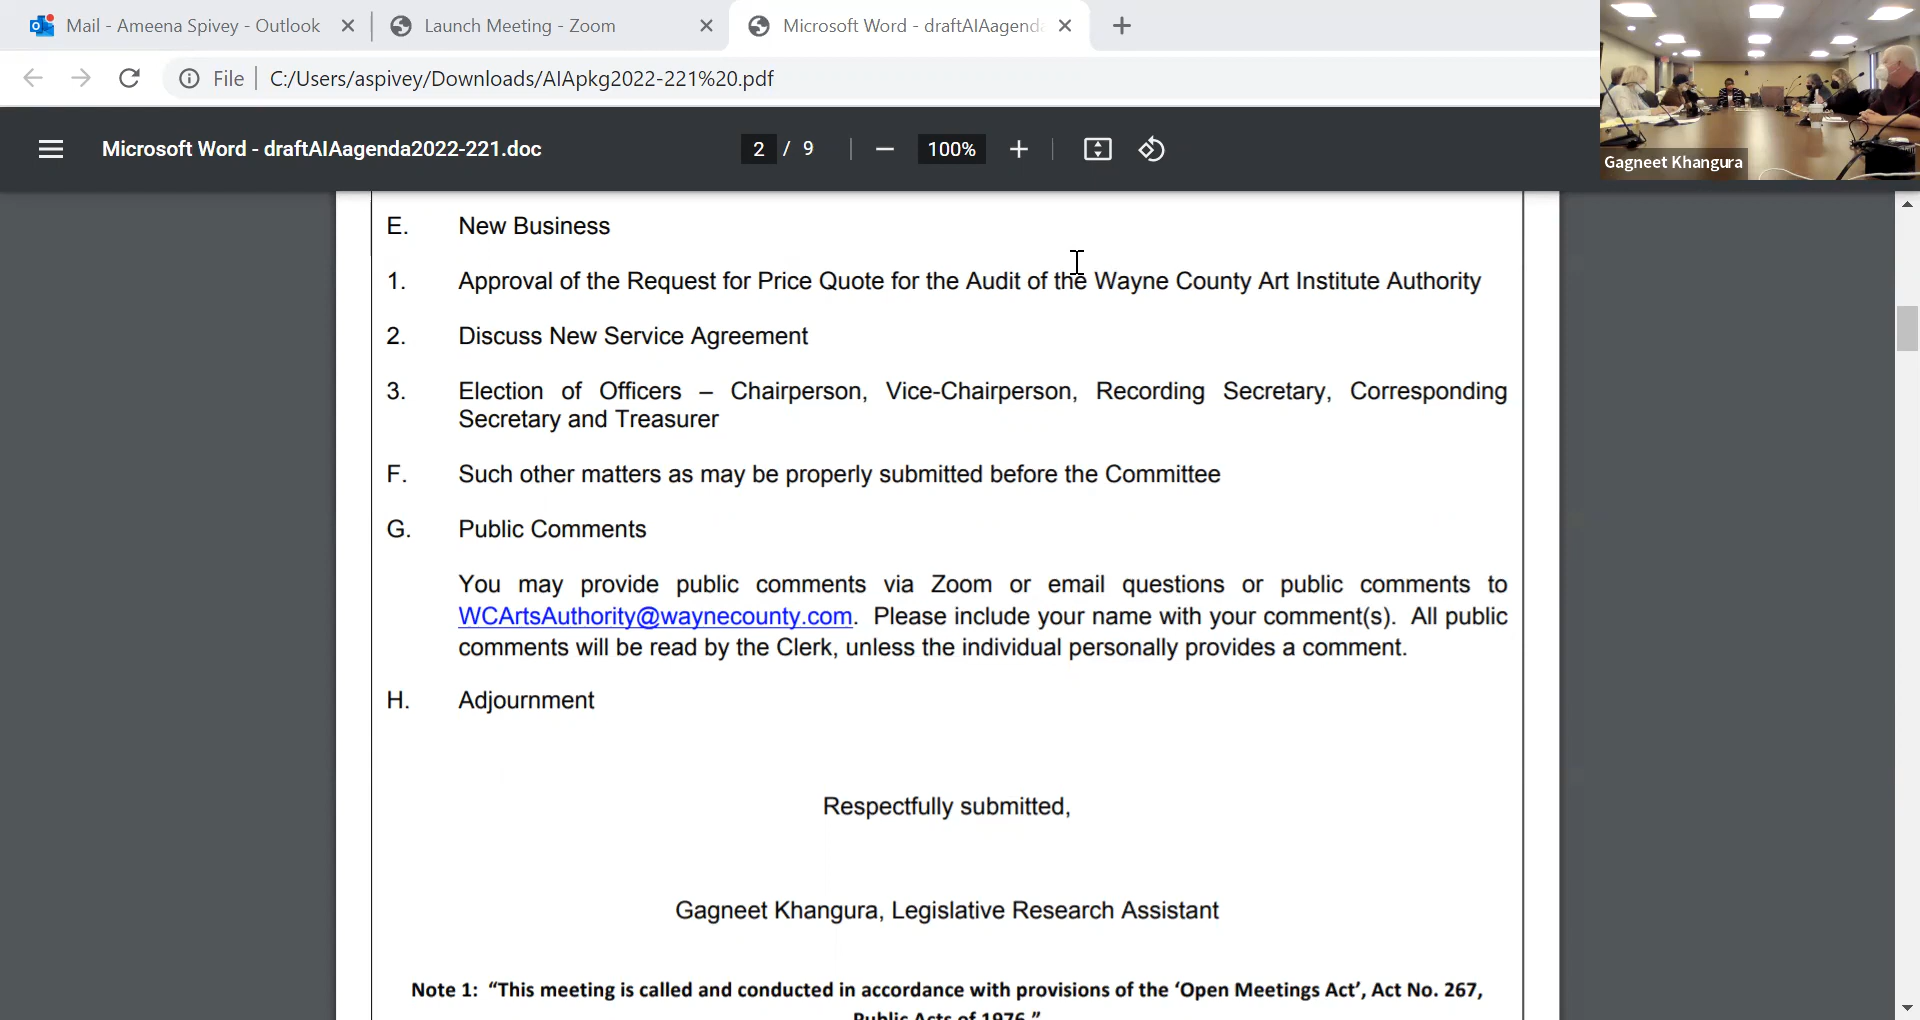 Mail - Ameena Spivey - Outlook
Launch Meeting - Zoom
Microsoft Word - draftAIAagenda
File
C:/Users/aspivey/Downloads/AIApkg2022-221%20.pdf
Microsoft Word - draftAIAagenda2022-221.doc
2 / 9
100%
Gagneet Khangura
E. New Business
1. Approval of the Request for Price Quote for the Audit of the Wayne County Art Institute Authority
2. Discuss New Service Agreement
3. Election of Officers – Chairperson, Vice-Chairperson, Recording Secretary, Corresponding
Secretary and Treasurer
F. Such other matters as may be properly submitted before the Committee
G. Public Comments
You may provide public comments via Zoom or email questions or public comments to
WCArtsAuthority@waynecounty.com. Please include your name with your comment(s). All public
comments will be read by the Clerk, unless the individual personally provides a comment.
H. Adjournment
Respectfully submitted,
Gagneet Khangura, Legislative Research Assistant
Note 1: “This meeting is called and conducted in accordance with provisions of the ‘Open Meetings Act’, Act No. 267,
Public Acts of 1976.”